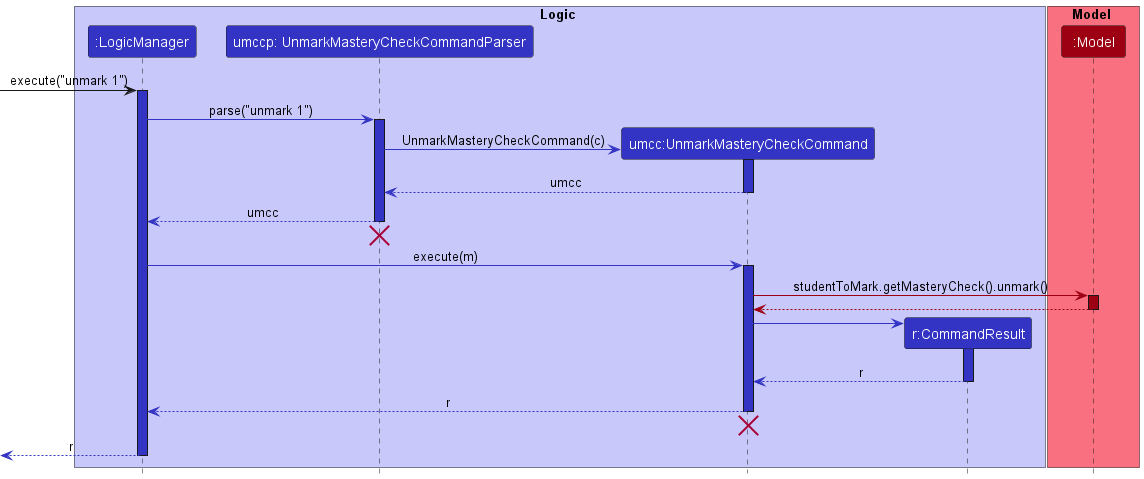 Logic
Model
:LogicManager
umccp: UnmarkMasteryCheckCommandParser
:Model
execute("unmark 1")
parse("unmark 1")
UnmarkMasteryCheckCommand(c)
umcc:UnmarkMasteryCheckCommand
umcc
umcc
execute(m)
studentToMark.getMasteryCheck().unmark()
r:CommandResult
r
r
r